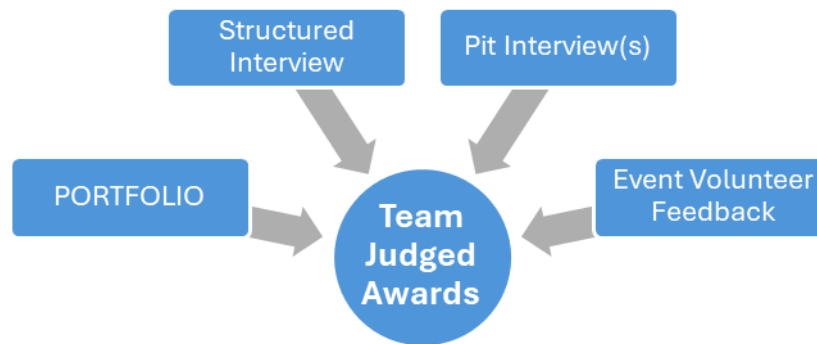 Structured
Interview
Pit Interview(s)
PORTFOLIO
Event Volunteer
Feedback
Team
Judged
Awards